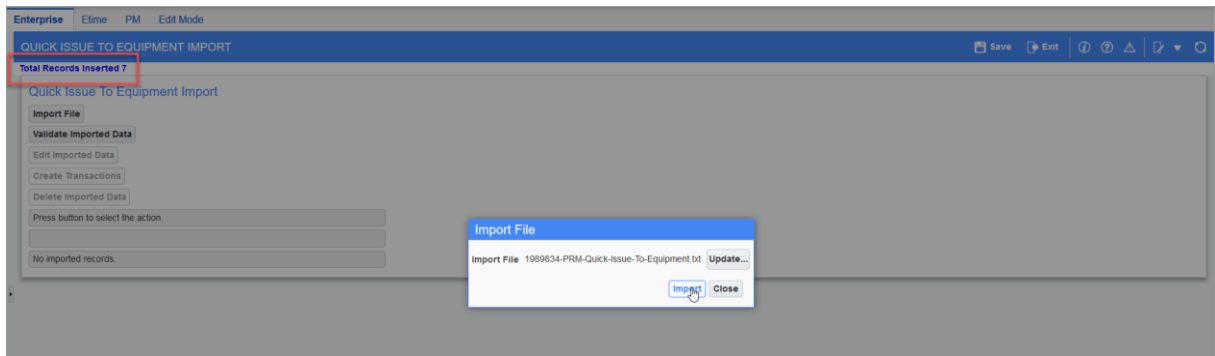 Enterprise Etime PM Edit Mode
QUICK ISSUE TO EQUIPMENT IMPORT Save Exit
Total Records Inserted 7
Quick Issue To Equipment Import
Import File
Validate Imported Data
Edit Imported Data
Create Transactions
Delete Imported Data
Press button to select the action.
No imported records.
Import File
Import File 1989834-PRM-Quick-Issue-To-Equipment.txt Update...
Import Close